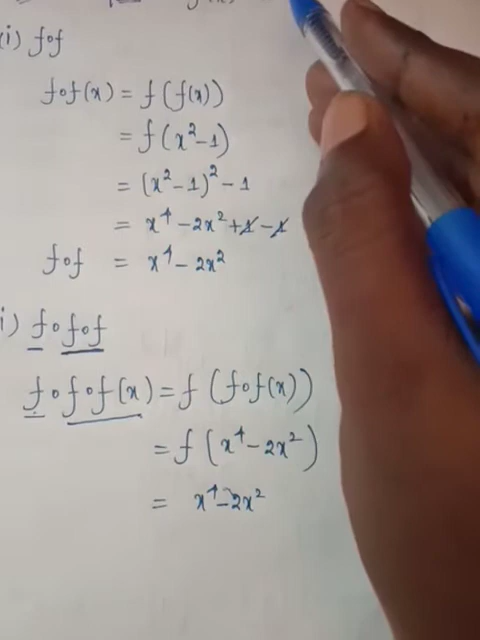 (i) fof
fof(x) = f(f(x))
= f(x²-1)
= (x²-1)²-1
= x⁴-2x²+1-1
fof = x⁴-2x²
i) fofof
fofof(x) = f(fof(x))
= f(x⁴-2x²)
= x⁴-2x²